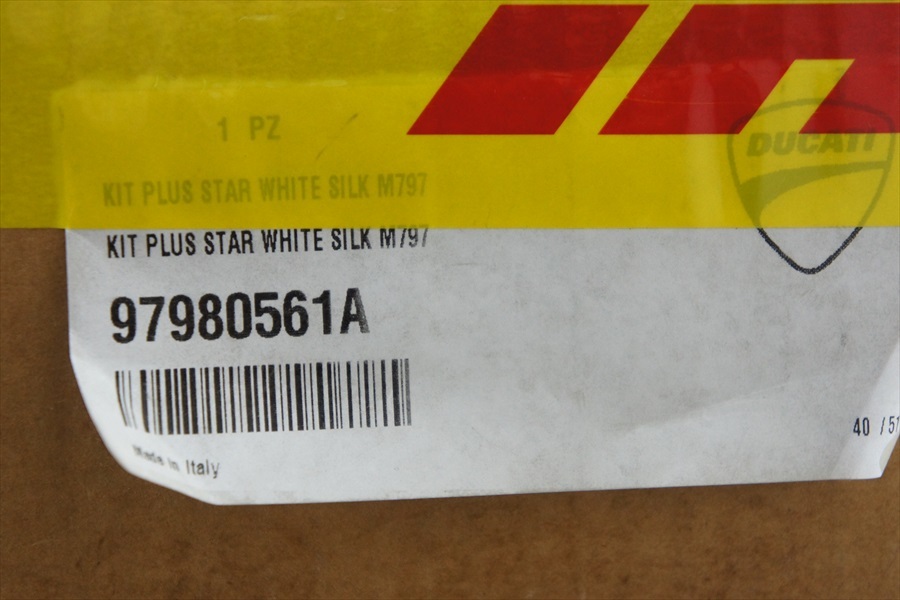 1 PZ
DUCATI
KIT PLUS STAR WHITE SILK M797
KIT PLUS STAR WHITE SILK M797
97980561A
40 /51
Made in Italy